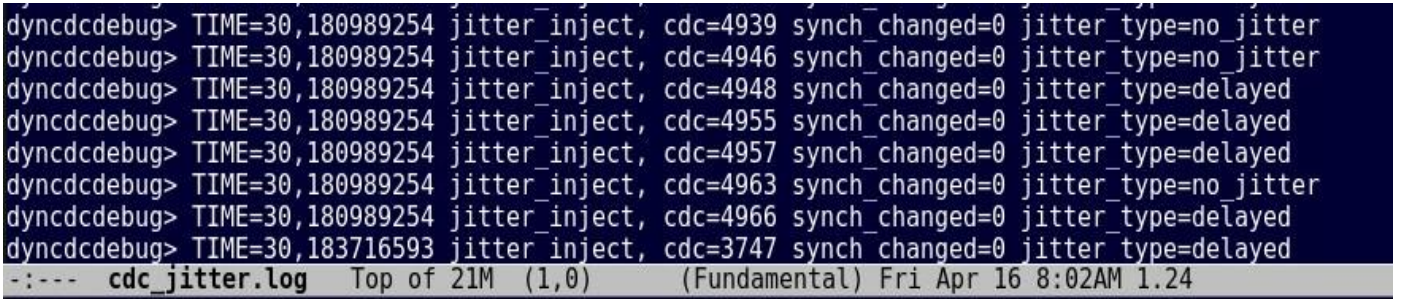 dyncdcdebug> TIME=30,180989254 jitter_inject, cdc=4939 synch_changed=0 jitter_type=no_jitter
dyncdcdebug> TIME=30,180989254 jitter_inject, cdc=4946 synch_changed=0 jitter_type=no_jitter
dyncdcdebug> TIME=30,180989254 jitter_inject, cdc=4948 synch_changed=0 jitter_type=delayed
dyncdcdebug> TIME=30,180989254 jitter_inject, cdc=4955 synch_changed=0 jitter_type=delayed
dyncdcdebug> TIME=30,180989254 jitter_inject, cdc=4957 synch_changed=0 jitter_type=delayed
dyncdcdebug> TIME=30,180989254 jitter_inject, cdc=4963 synch_changed=0 jitter_type=no_jitter
dyncdcdebug> TIME=30,180989254 jitter_inject, cdc=4966 synch_changed=0 jitter_type=delayed
dyncdcdebug> TIME=30,183716593 jitter_inject, cdc=3747 synch_changed=0 jitter_type=delayed
-:--- cdc_jitter.log Top of 21M (1,0) (Fundamental) Fri Apr 16 8:02AM 1.24